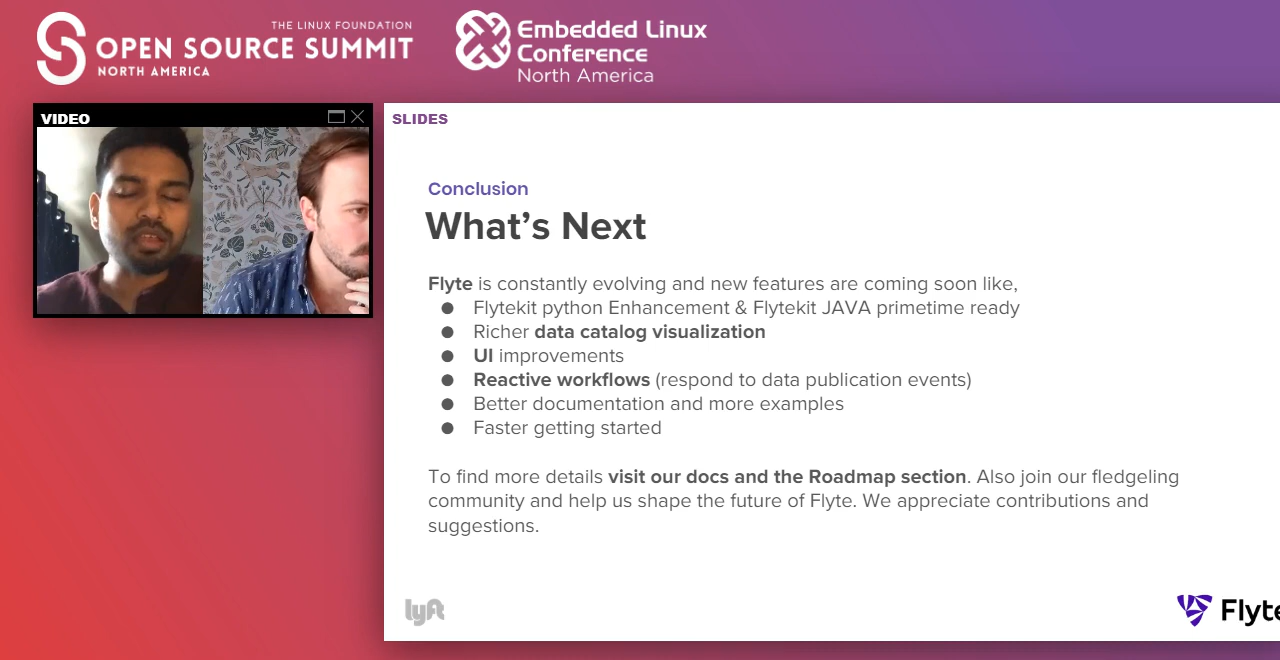 THE LINUX FOUNDATION
OPEN SOURCE SUMMIT
NORTH AMERICA
Embedded Linux
Conference
North America
VIDEO
SLIDES
Conclusion
What's Next
Flyte is constantly evolving and new features are coming soon like,
● Flytekit python Enhancement & Flytekit JAVA primetime ready
● Richer data catalog visualization
● UI improvements
● Reactive workflows (respond to data publication events)
● Better documentation and more examples
● Faster getting started
To find more details visit our docs and the Roadmap section. Also join our fledgeling
community and help us shape the future of Flyte. We appreciate contributions and
suggestions.
lyft
Flyte